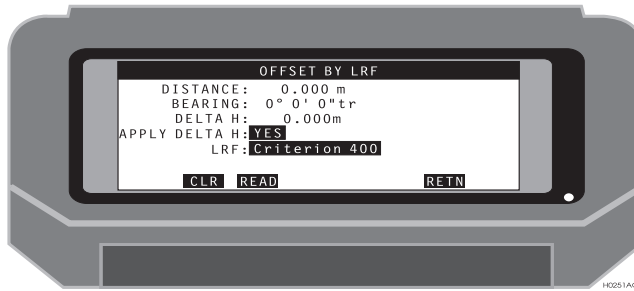 OFFSET BY LRF
DISTANCE: 0.000 m
BEARING: 0° 0' 0"tr
DELTA H: 0.000m
APPLY DELTA H: YES
LRF: Criterion 400
CLR READ RETN